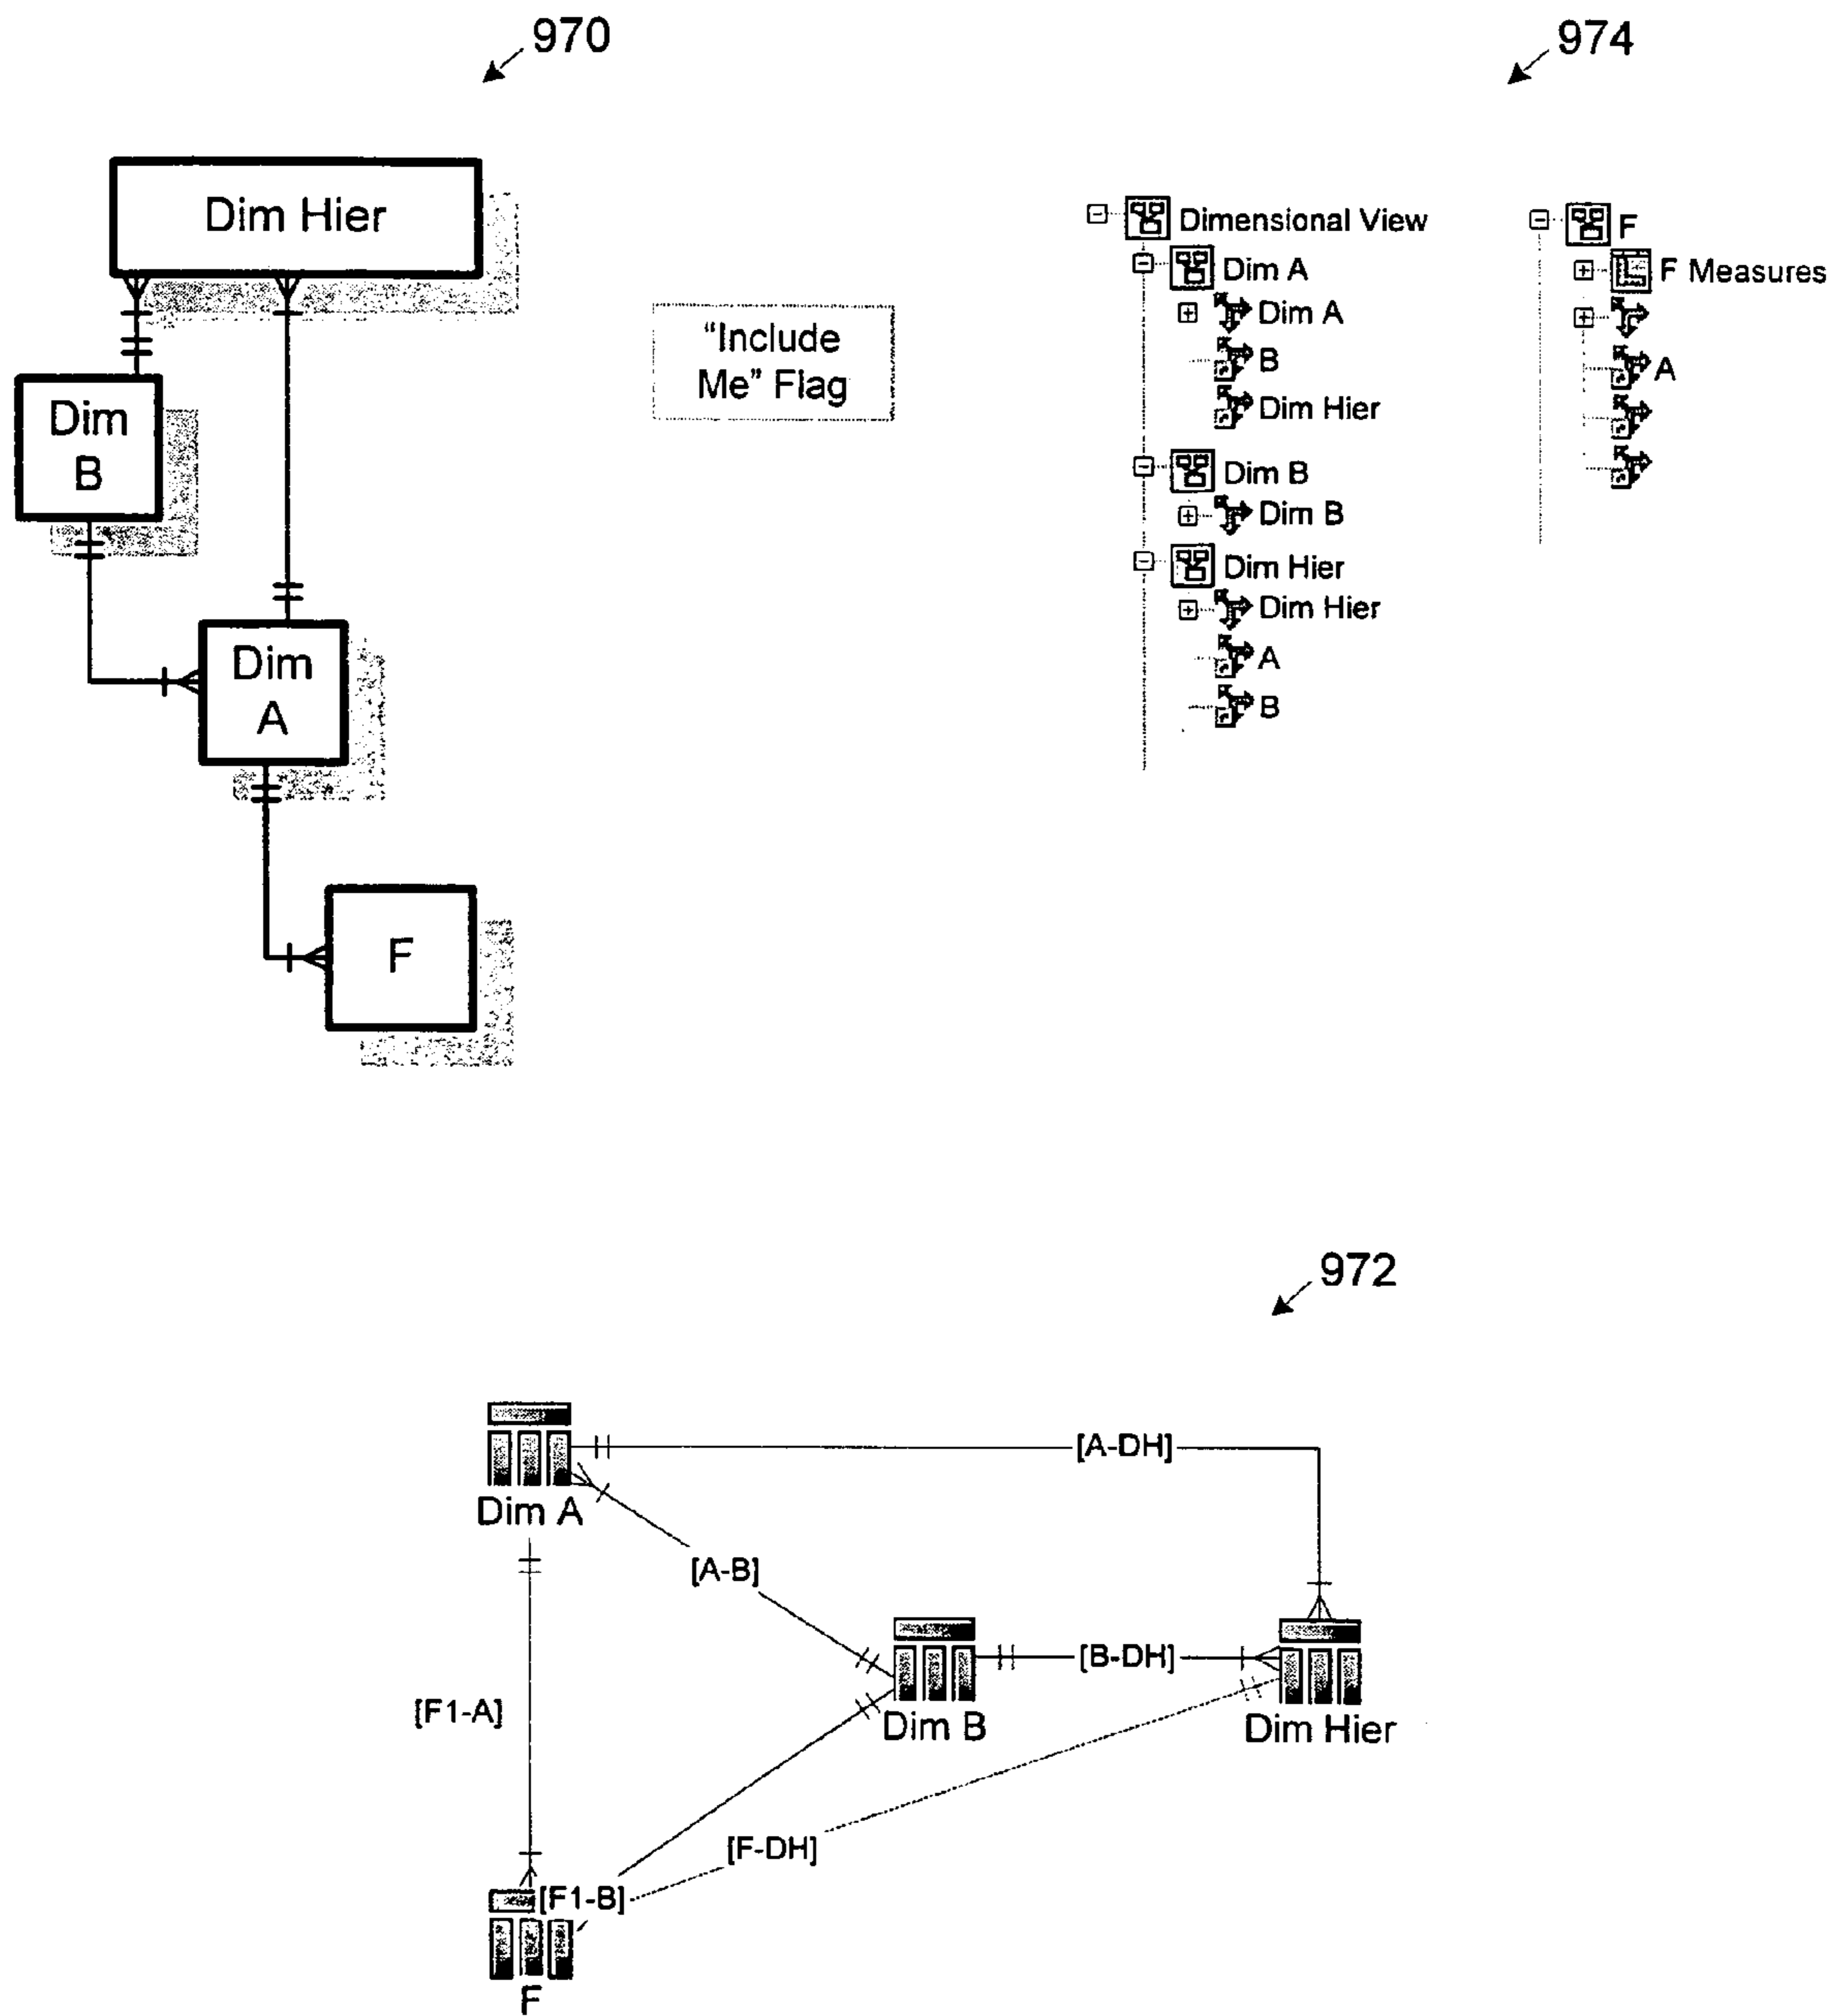 970
974
Dim Hier
Dim
B
Dim
A
F
"Include
Me" Flag
Dimensional View
Dim A
Dim A
B
Dim Hier
Dim B
Dim B
Dim Hier
Dim Hier
A
B
F
F Measures
A
972
[A-DH]
Dim A
[A-B]
[B-DH]
[F1-A]
Dim B
Dim Hier
[F-DH]
[F1-B]
F